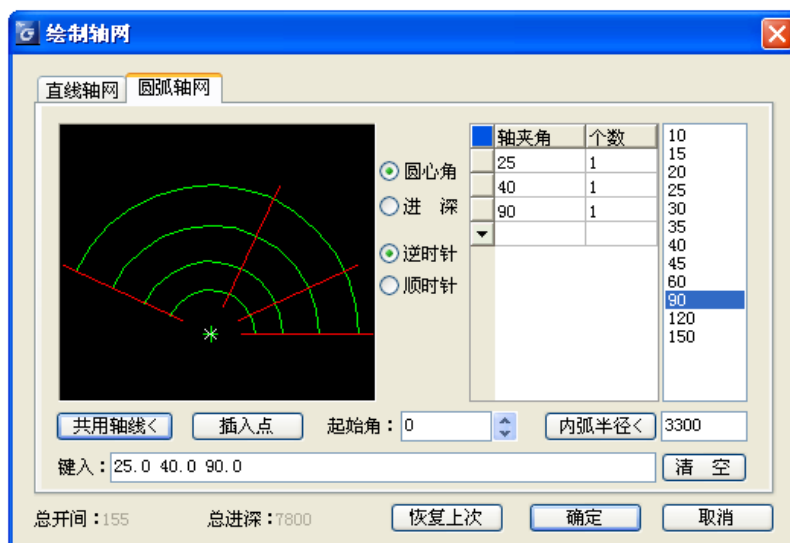 绘制轴网
直线轴网 圆弧轴网
圆心角
进 深
逆时针
顺时针
轴夹角 个数
25 1
40 1
90 1
10
15
20
25
30
35
40
45
60
90
120
150
共用轴线< 插入点 起始角：0 内弧半径< 3300
键入：25.0 40.0 90.0 清 空
总开间：155 总进深：7800 恢复上次 确定 取消